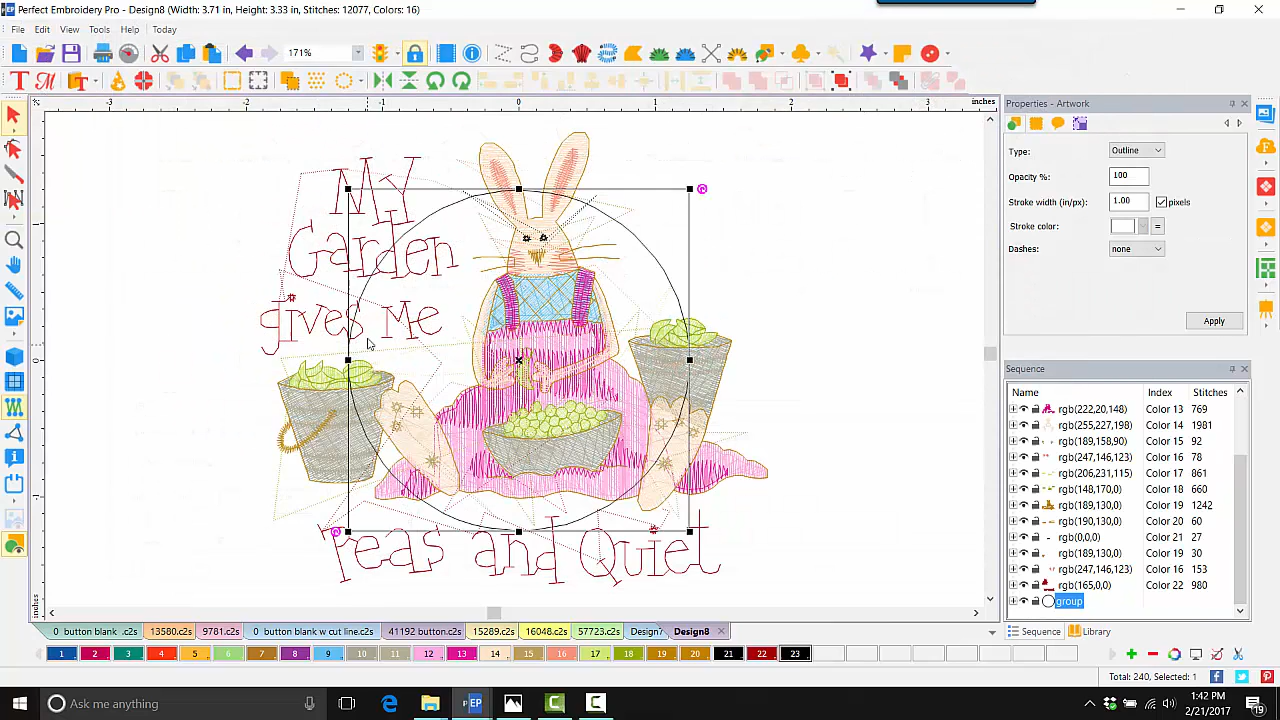 Perfect Embroidery Pro - Design8 (Width: 3.71 in, Height: 3.33 in, Stitches: 12077, Colors: 16)
File Edit View Tools Help Today
171%
-3 -2 -1 0 1 2 3 inches
My
Garden
gives Me
Peas and Quiet
inches
Properties - Artwork
Type: Outline
Opacity %: 100
Stroke width (in/px): 1.00 pixels
Stroke color: =
Dashes: none
Apply
Sequence
Name Index Stitches
rgb(222,20,148) Color 13 769
rgb(255,227,198) Color 14 1981
rgb(189,158,90) Color 15 92
rgb(247,146,123) Color 16 78
rgb(206,231,115) Color 17 861
rgb(148,170,0) Color 18 660
rgb(189,130,0) Color 19 1242
rgb(190,130,0) Color 20 60
rgb(0,0,0) Color 21 27
rgb(189,130,0) Color 19 30
rgb(247,146,123) Color 16 153
rgb(165,0,0) Color 22 980
group
Sequence Library
0 button blank .c2s 13580.c2s 9781.c2s 0 button blank w cut line.c2s 41192 button.c2s 15289.c2s 16048.c2s 57723.c2s Design7 Design8
1 2 3 4 5 6 7 8 9 10 11 12 13 14 15 16 17 18 19 20 21 22 23
Total: 240, Selected: 1
Ask me anything
1:42 PM
2/21/2017
19